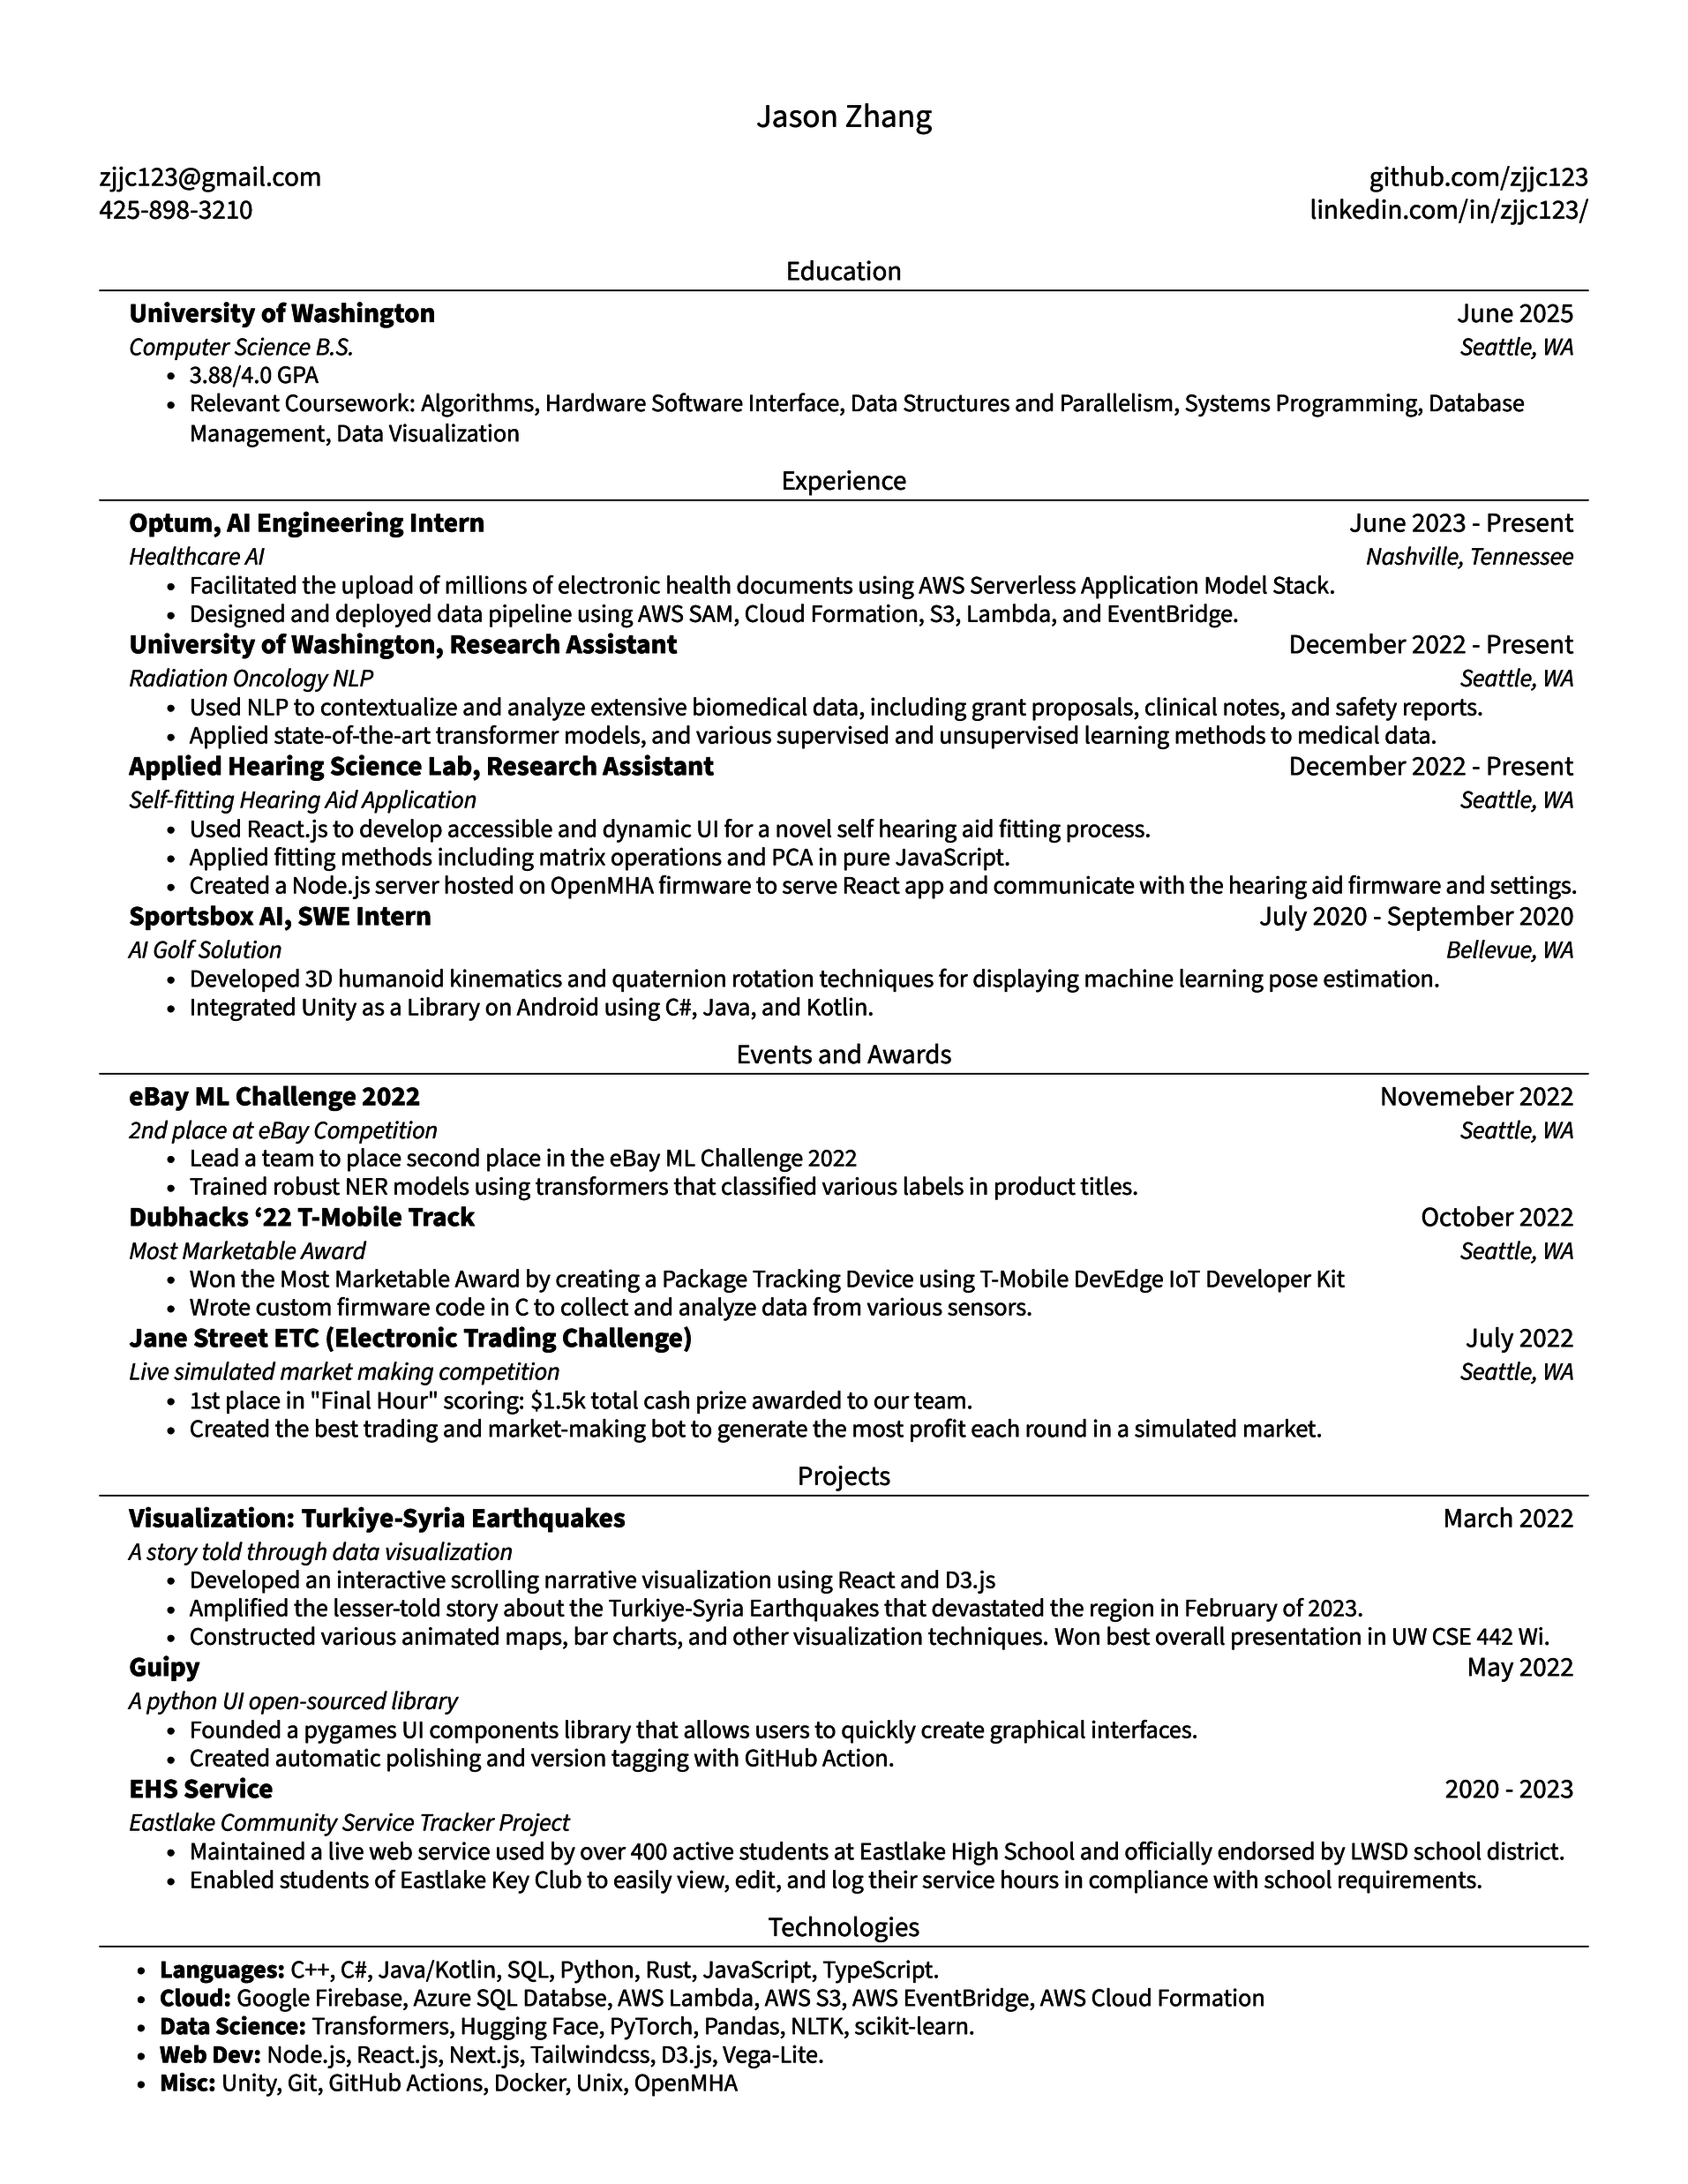 Jason Zhang
zjjc123@gmail.com github.com/zjjc123
425-898-3210 linkedin.com/in/zjjc123/
Education
University of Washington June 2025
Computer Science B.S. Seattle, WA
• 3.88/4.0 GPA
• Relevant Coursework: Algorithms, Hardware Software Interface, Data Structures and Parallelism, Systems Programming, Database
Management, Data Visualization
Experience
Optum, AI Engineering Intern June 2023 - Present
Healthcare AI Nashville, Tennessee
• Facilitated the upload of millions of electronic health documents using AWS Serverless Application Model Stack.
• Designed and deployed data pipeline using AWS SAM, Cloud Formation, S3, Lambda, and EventBridge.
University of Washington, Research Assistant December 2022 - Present
Radiation Oncology NLP Seattle, WA
• Used NLP to contextualize and analyze extensive biomedical data, including grant proposals, clinical notes, and safety reports.
• Applied state-of-the-art transformer models, and various supervised and unsupervised learning methods to medical data.
Applied Hearing Science Lab, Research Assistant December 2022 - Present
Self-fitting Hearing Aid Application Seattle, WA
• Used React.js to develop accessible and dynamic UI for a novel self hearing aid fitting process.
• Applied fitting methods including matrix operations and PCA in pure JavaScript.
• Created a Node.js server hosted on OpenMHA firmware to serve React app and communicate with the hearing aid firmware and settings.
Sportsbox AI, SWE Intern July 2020 - September 2020
AI Golf Solution Bellevue, WA
• Developed 3D humanoid kinematics and quaternion rotation techniques for displaying machine learning pose estimation.
• Integrated Unity as a Library on Android using C#, Java, and Kotlin.
Events and Awards
eBay ML Challenge 2022 Novemeber 2022
2nd place at eBay Competition Seattle, WA
• Lead a team to place second place in the eBay ML Challenge 2022
• Trained robust NER models using transformers that classified various labels in product titles.
Dubhacks ‘22 T-Mobile Track October 2022
Most Marketable Award Seattle, WA
• Won the Most Marketable Award by creating a Package Tracking Device using T-Mobile DevEdge IoT Developer Kit
• Wrote custom firmware code in C to collect and analyze data from various sensors.
Jane Street ETC (Electronic Trading Challenge) July 2022
Live simulated market making competition Seattle, WA
• 1st place in "Final Hour" scoring: $1.5k total cash prize awarded to our team.
• Created the best trading and market-making bot to generate the most profit each round in a simulated market.
Projects
Visualization: Turkiye-Syria Earthquakes March 2022
A story told through data visualization
• Developed an interactive scrolling narrative visualization using React and D3.js
• Amplified the lesser-told story about the Turkiye-Syria Earthquakes that devastated the region in February of 2023.
• Constructed various animated maps, bar charts, and other visualization techniques. Won best overall presentation in UW CSE 442 Wi.
Guipy May 2022
A python UI open-sourced library
• Founded a pygames UI components library that allows users to quickly create graphical interfaces.
• Created automatic polishing and version tagging with GitHub Action.
EHS Service 2020 - 2023
Eastlake Community Service Tracker Project
• Maintained a live web service used by over 400 active students at Eastlake High School and officially endorsed by LWSD school district.
• Enabled students of Eastlake Key Club to easily view, edit, and log their service hours in compliance with school requirements.
Technologies
• Languages: C++, C#, Java/Kotlin, SQL, Python, Rust, JavaScript, TypeScript.
• Cloud: Google Firebase, Azure SQL Databse, AWS Lambda, AWS S3, AWS EventBridge, AWS Cloud Formation
• Data Science: Transformers, Hugging Face, PyTorch, Pandas, NLTK, scikit-learn.
• Web Dev: Node.js, React.js, Next.js, Tailwindcss, D3.js, Vega-Lite.
• Misc: Unity, Git, GitHub Actions, Docker, Unix, OpenMHA